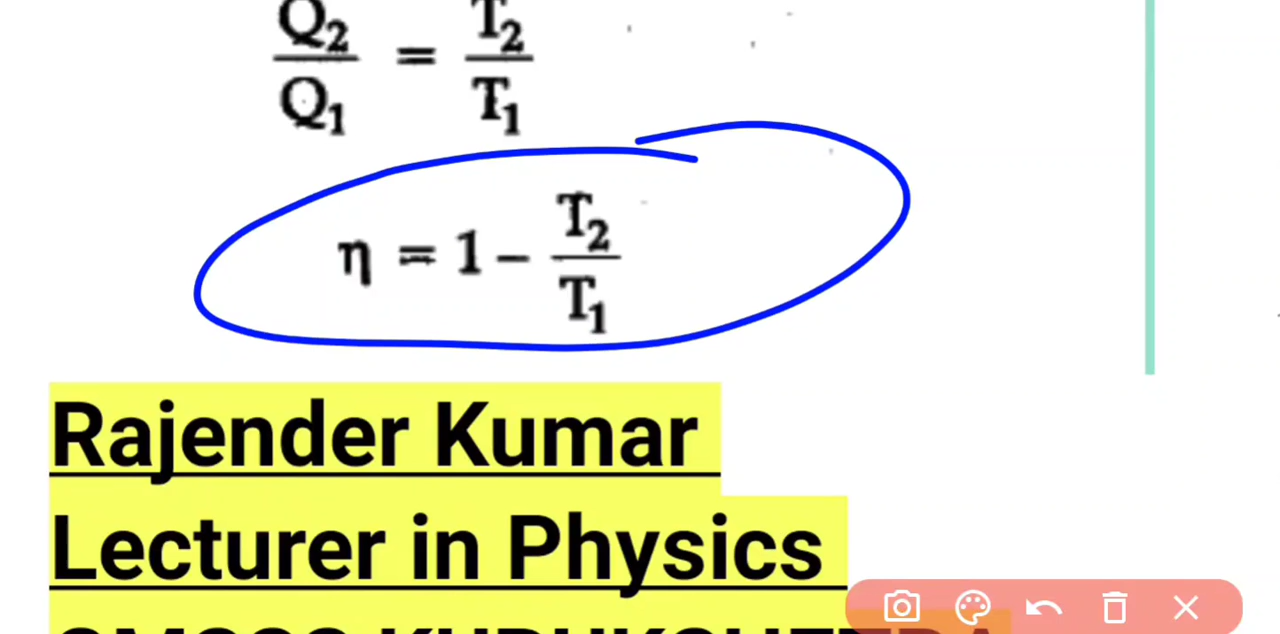 Q₂/Q₁ = T₂/T₁
η = 1 − T₂/T₁
Rajender Kumar
Lecturer in Physics